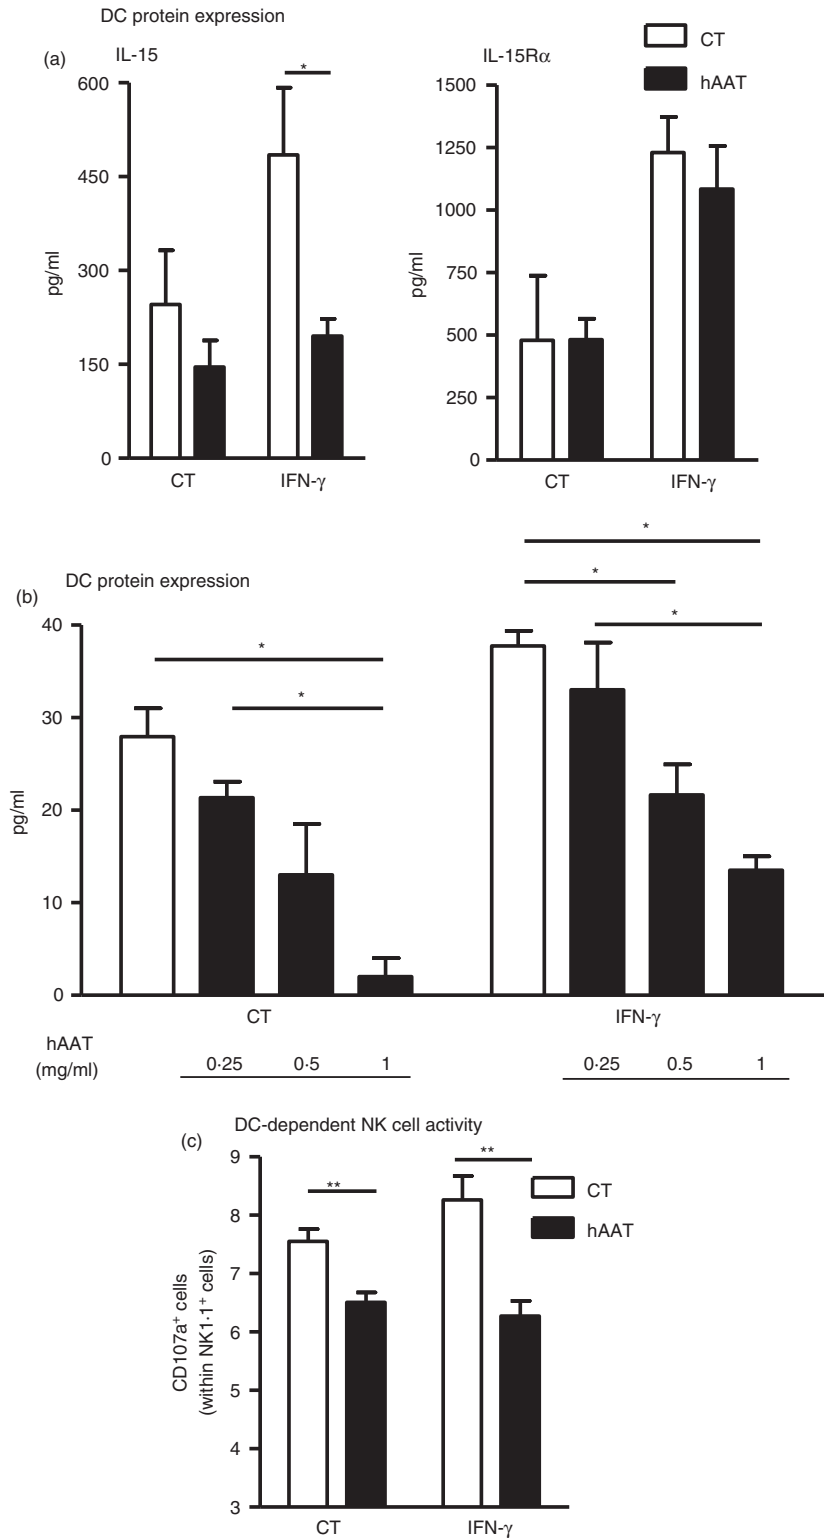 DC protein expression
(a)
IL-15
*
600
450
300
150
0
pg/ml
CT
IFN-γ
IL-15Rα
CT
hAAT
1500
1250
1000
750
500
250
0
pg/ml
CT
IFN-γ
DC protein expression
(b)
40
30
20
10
0
pg/ml
*
*
*
*
*
CT
IFN-γ
hAAT
(mg/ml)
0·25 0·5 1
0·25 0.5 1
DC-dependent NK cell activity
(c)
9
8
7
6
5
4
3
CD107a⁺ cells
(within NK1·1⁺ cells)
**
**
CT
hAAT
CT
IFN-γ